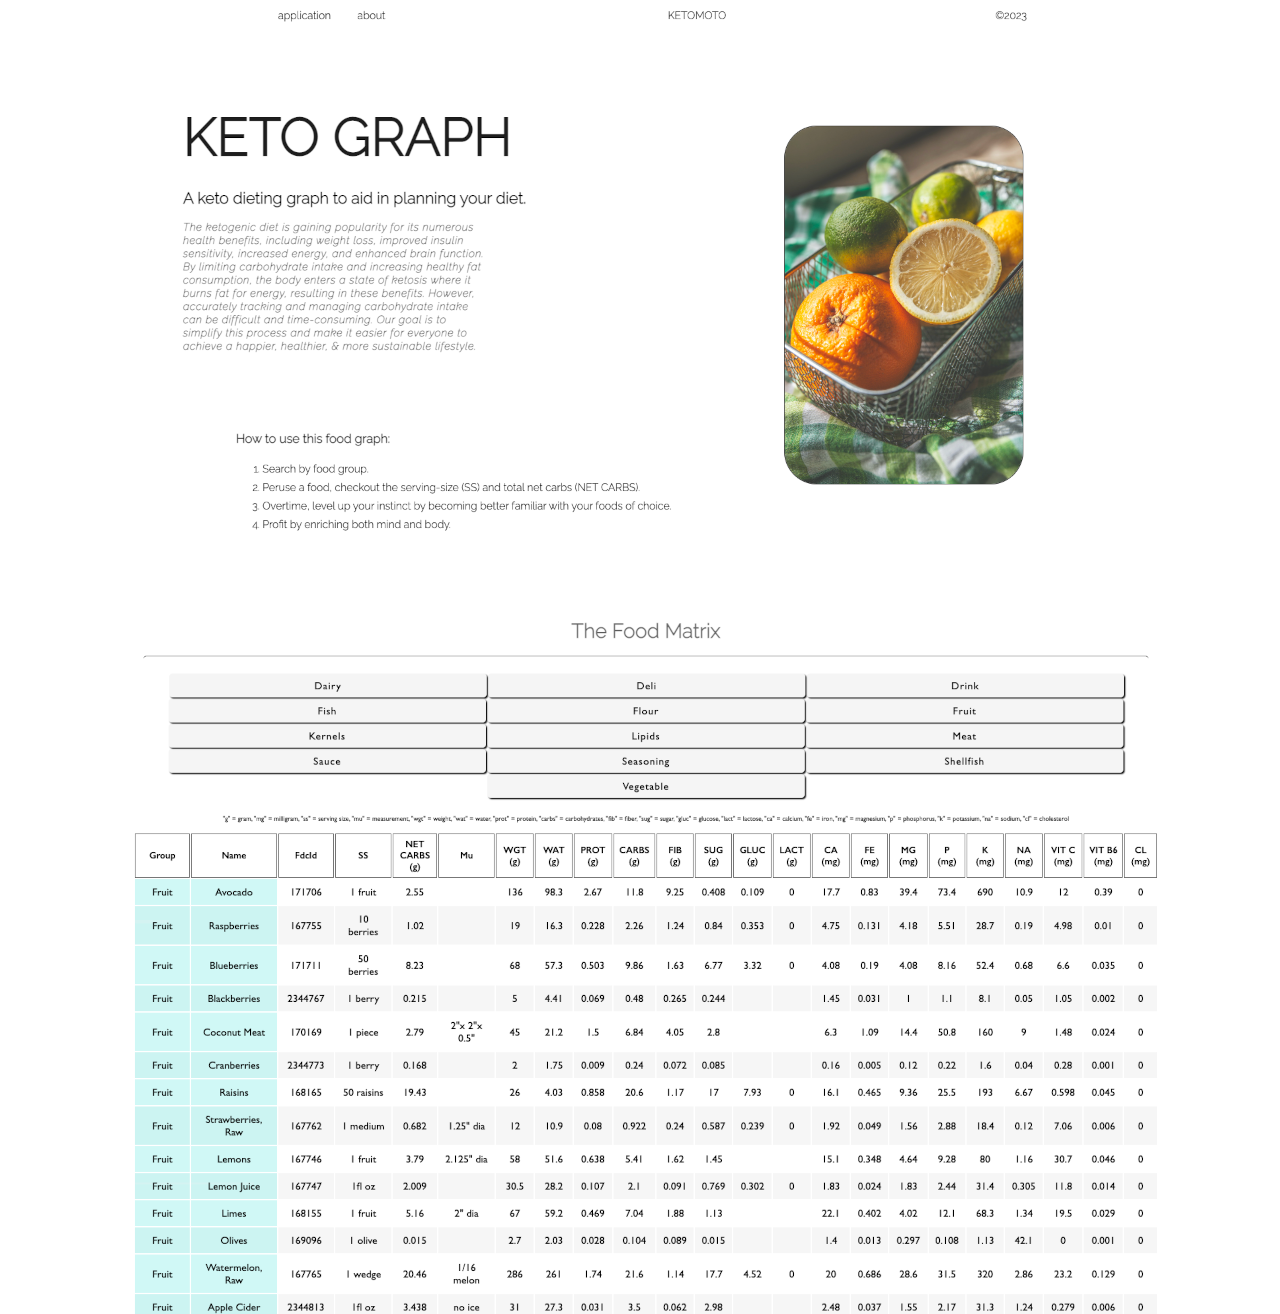 application about KETOMOTO ©2023
KETO GRAPH
A keto dieting graph to aid in planning your diet.
The ketogenic diet is gaining popularity for its numerous
health benefits, including weight loss, improved insulin
sensitivity, increased energy, and enhanced brain function.
By limiting carbohydrate intake and increasing healthy fat
consumption, the body enters a state of ketosis where it
burns fat for energy, resulting in these benefits. However,
accurately tracking and managing carbohydrate intake
can be difficult and time-consuming. Our goal is to
simplify this process and make it easier for everyone to
achieve a happier, healthier, & more sustainable lifestyle.
How to use this food graph:
1. Search by food group.
2. Peruse a food, checkout the serving-size (SS) and total net carbs (NET CARBS).
3. Overtime, level up your instinct by becoming better familiar with your foods of choice.
4. Profit by enriching both mind and body.
The Food Matrix
Dairy Deli Drink
Fish Flour Fruit
Kernels Lipids Meat
Sauce Seasoning Shellfish
Vegetable
"g" = gram, "mg" = milligram, "ss" = serving size, "mu" = measurement, "wgt" = weight, "wat" = water, "prot" = protein, "carbs" = carbohydrates, "fib" = fiber, "sug" = sugar, "gluc" = glucose, "lact" = lactose, "ca" = calcium, "fe" = iron, "mg" = magnesium, "p" = phosphorus, "k" = potassium, "na" = sodium, "cl" = cholesterol
Group Name FdcId SS NET CARBS (g) Mu WGT (g) WAT (g) PROT (g) CARBS (g) FIB (g) SUG (g) GLUC (g) LACT (g) CA (mg) FE (mg) MG (mg) P (mg) K (mg) NA (mg) VIT C (mg) VIT B6 (mg) CL (mg)
Fruit Avocado 171706 1 fruit 2.55 136 98.3 2.67 11.8 9.25 0.408 0.109 0 17.7 0.83 39.4 73.4 690 10.9 12 0.39 0
Fruit Raspberries 167755 10 berries 1.02 19 16.3 0.228 2.26 1.24 0.84 0.353 0 4.75 0.131 4.18 5.51 28.7 0.19 4.98 0.01 0
Fruit Blueberries 171711 50 berries 8.23 68 57.3 0.503 9.86 1.63 6.77 3.32 0 4.08 0.19 4.08 8.16 52.4 0.68 6.6 0.035 0
Fruit Blackberries 2344767 1 berry 0.215 5 4.41 0.069 0.48 0.265 0.244 1.45 0.031 1 1.1 8.1 0.05 1.05 0.002 0
Fruit Coconut Meat 170169 1 piece 2.79 2"x 2"x 0.5" 45 21.2 1.5 6.84 4.05 2.8 6.3 1.09 14.4 50.8 160 9 1.48 0.024 0
Fruit Cranberries 2344773 1 berry 0.168 2 1.75 0.009 0.24 0.072 0.085 0.16 0.005 0.12 0.22 1.6 0.04 0.28 0.001 0
Fruit Raisins 168165 50 raisins 19.43 26 4.03 0.858 20.6 1.17 17 7.93 0 16.1 0.465 9.36 25.5 193 6.67 0.598 0.045 0
Fruit Strawberries, Raw 167762 1 medium 0.682 1.25" dia 12 10.9 0.08 0.922 0.24 0.587 0.239 0 1.92 0.049 1.56 2.88 18.4 0.12 7.06 0.006 0
Fruit Lemons 167746 1 fruit 3.79 2.125" dia 58 51.6 0.638 5.41 1.62 1.45 15.1 0.348 4.64 9.28 80 1.16 30.7 0.046 0
Fruit Lemon Juice 167747 1fl oz 2.009 30.5 28.2 0.107 2.1 0.091 0.769 0.302 0 1.83 0.024 1.83 2.44 31.4 0.305 11.8 0.014 0
Fruit Limes 168155 1 fruit 5.16 2" dia 67 59.2 0.469 7.04 1.88 1.13 22.1 0.402 4.02 12.1 68.3 1.34 19.5 0.029 0
Fruit Olives 169096 1 olive 0.015 2.7 2.03 0.028 0.104 0.089 0.015 1.4 0.013 0.297 0.108 1.13 42.1 0 0.001 0
Fruit Watermelon, Raw 167765 1 wedge 20.46 1/16 melon 286 261 1.74 21.6 1.14 17.7 4.52 0 20 0.686 28.6 31.5 320 2.86 23.2 0.129 0
Fruit Apple Cider 2344813 1fl oz 3.438 no ice 31 27.3 0.031 3.5 0.062 2.98 2.48 0.037 1.55 2.17 31.3 1.24 0.279 0.006 0